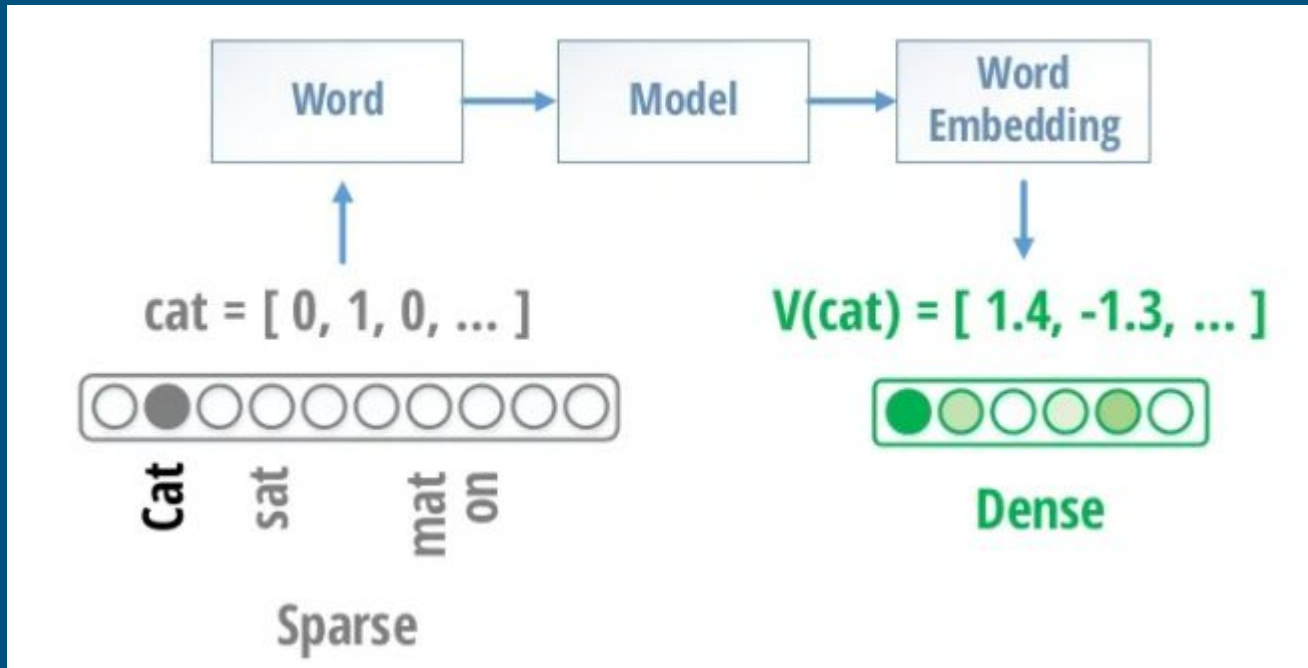 Word
Model
Word
Embedding
cat = [ 0, 1, 0, ... ]
V(cat) = [ 1.4, -1.3, ... ]
Cat
sat
mat
on
Dense
Sparse